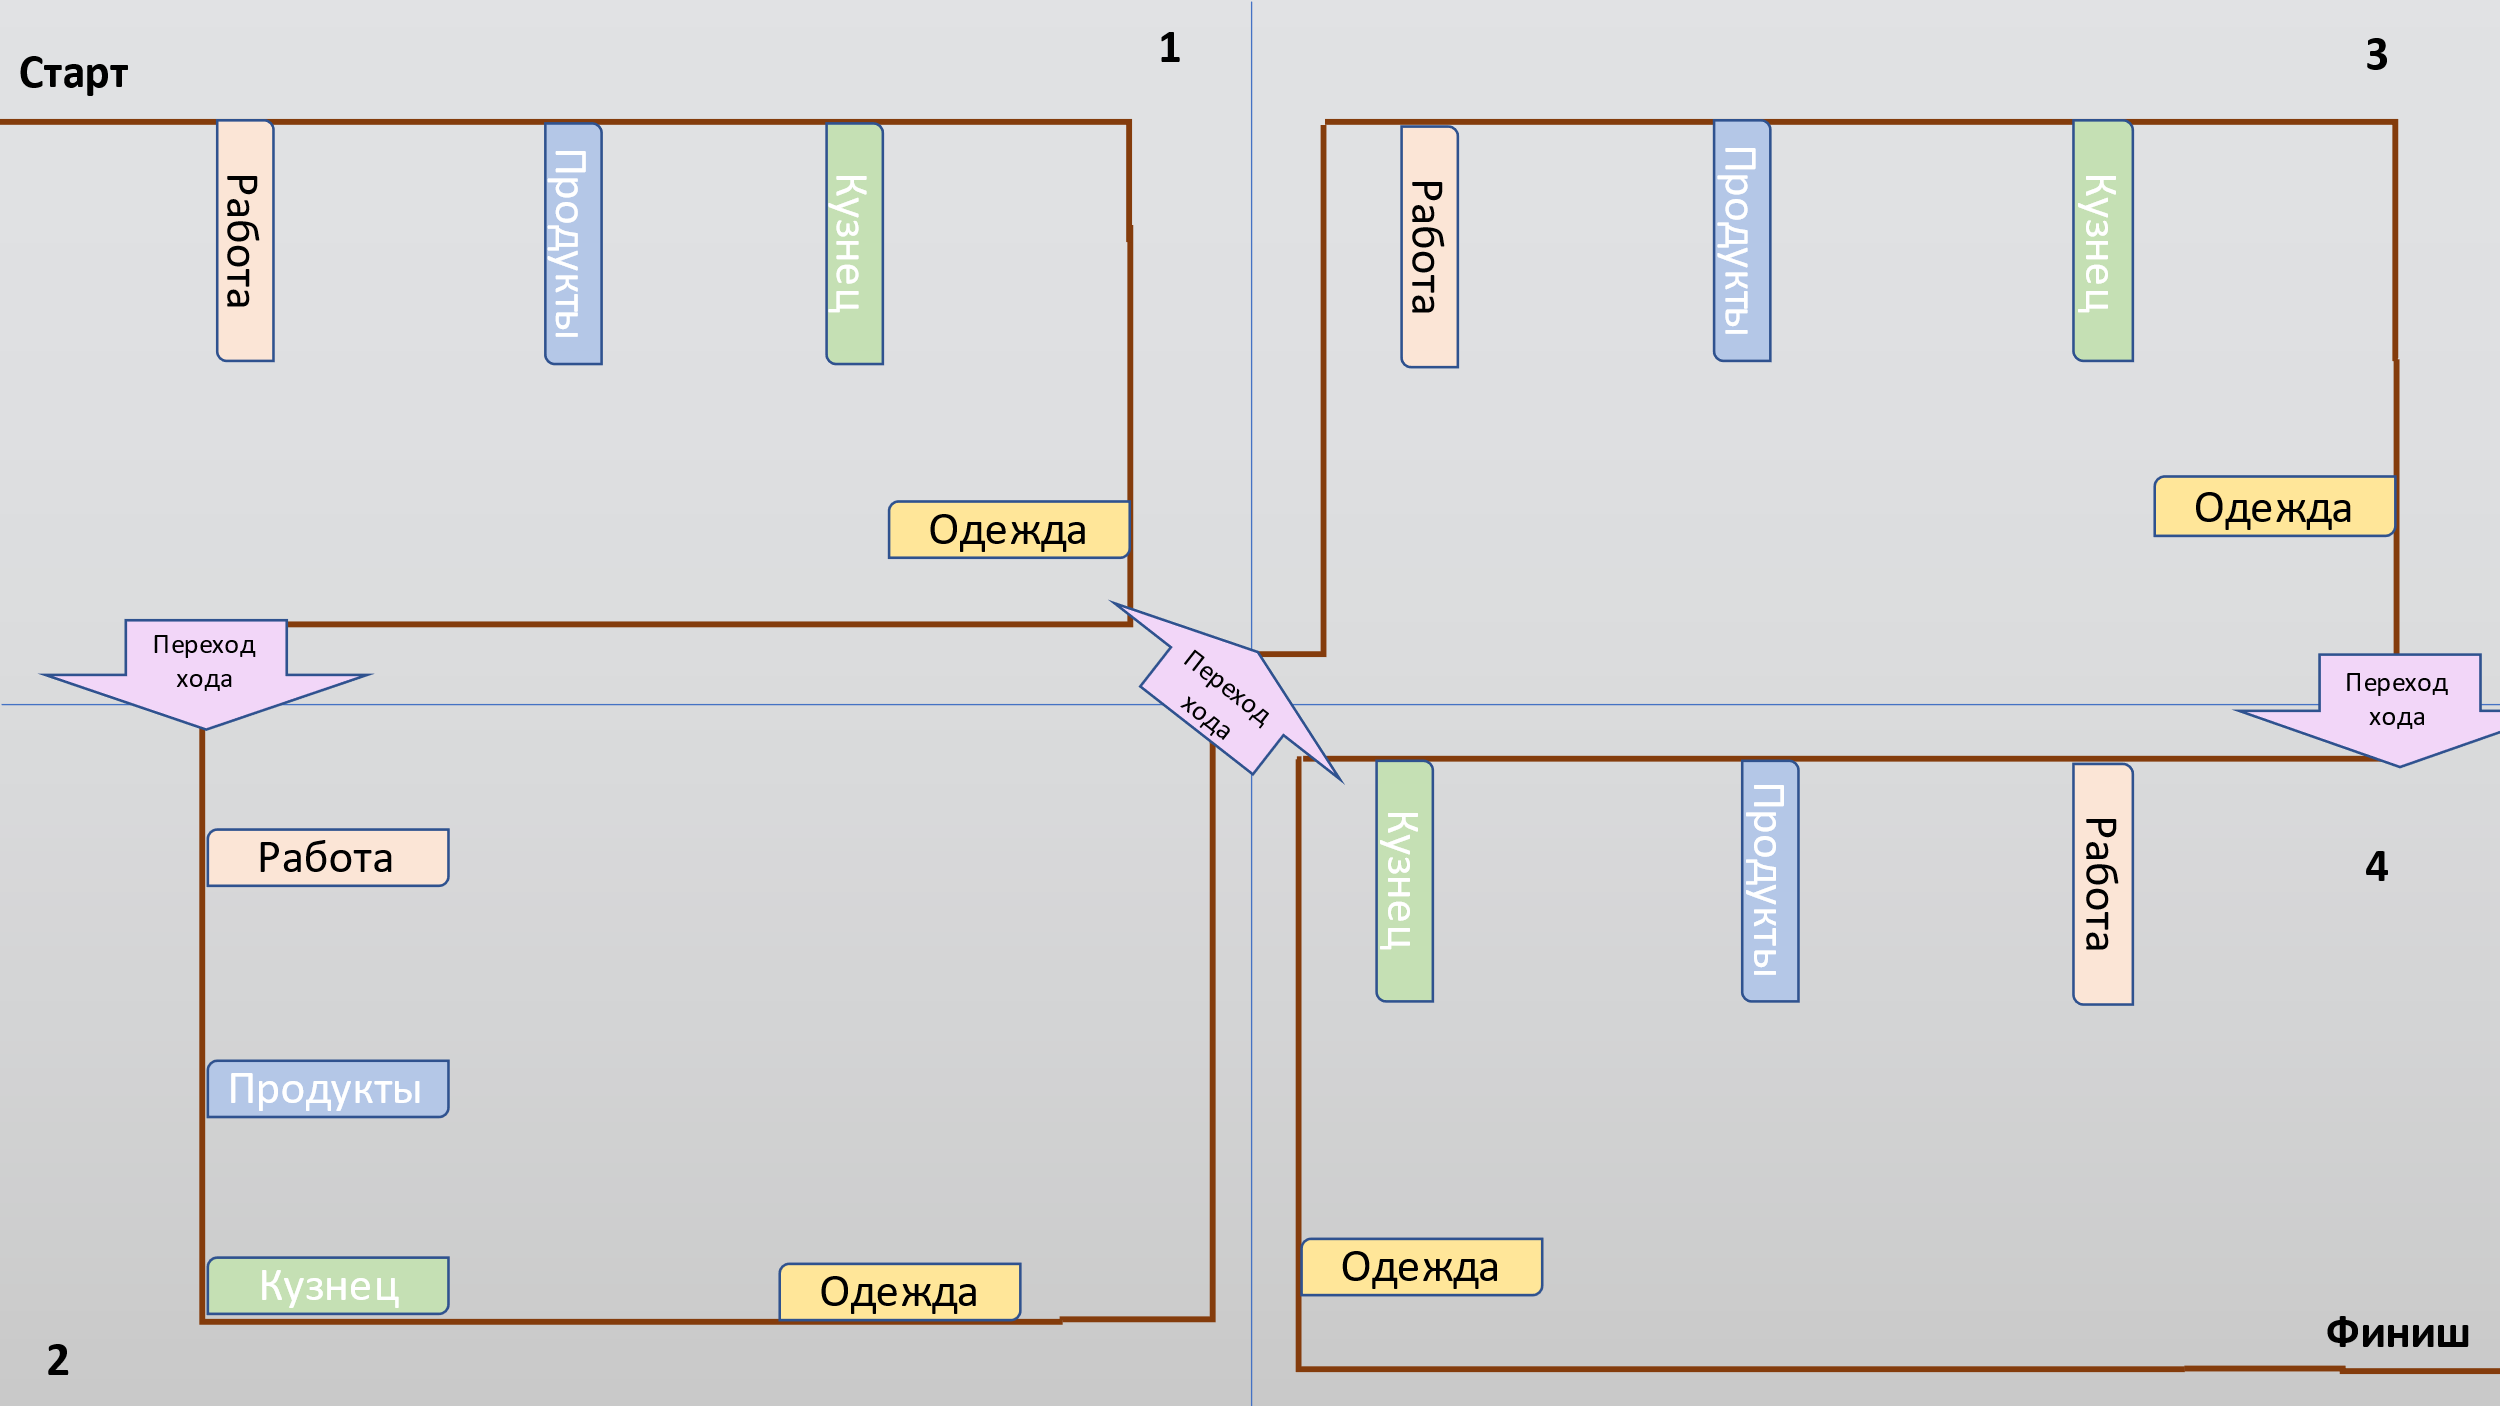 Старт
1
Работа
Продукты
Кузнец
Одежда
Переход
хода
Работа
Продукты
Кузнец
Одежда
2
Переход
хода
3
Работа
Продукты
Кузнец
Одежда
Переход
хода
Кузнец
Продукты
Работа
4
Одежда
Финиш